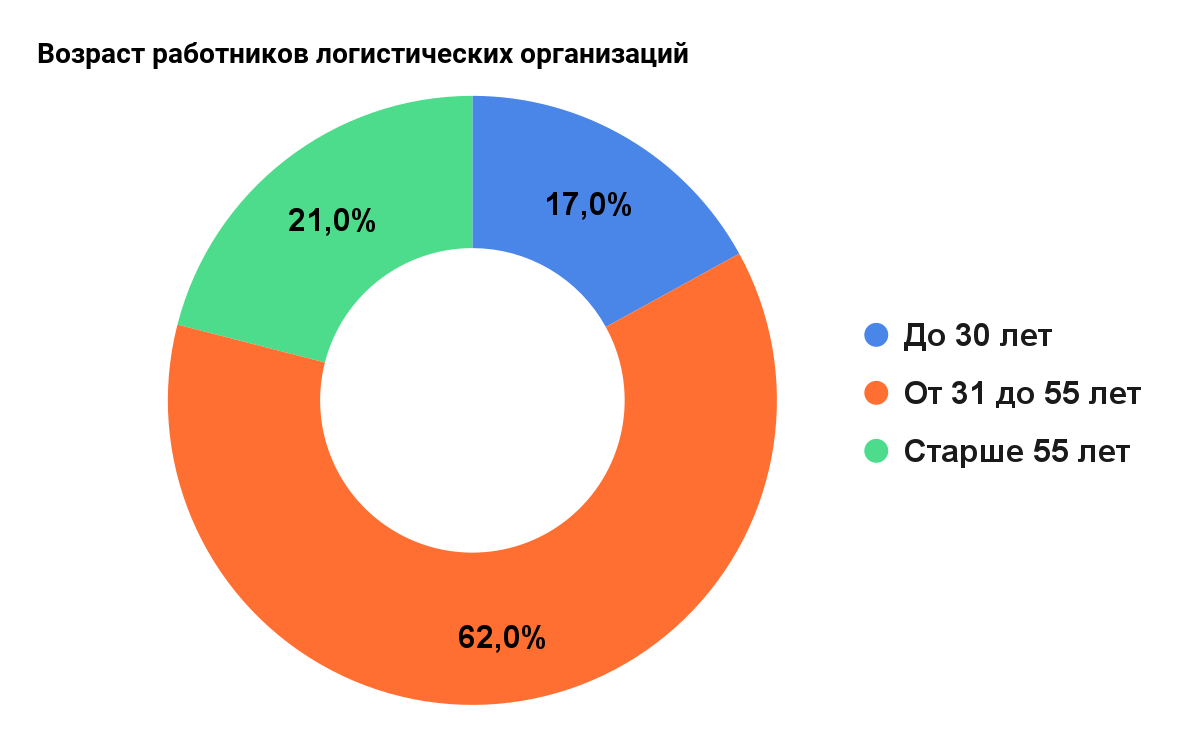 Возраст работников логистических организаций
21,0%
17,0%
62,0%
До 30 лет
От 31 до 55 лет
Старше 55 лет